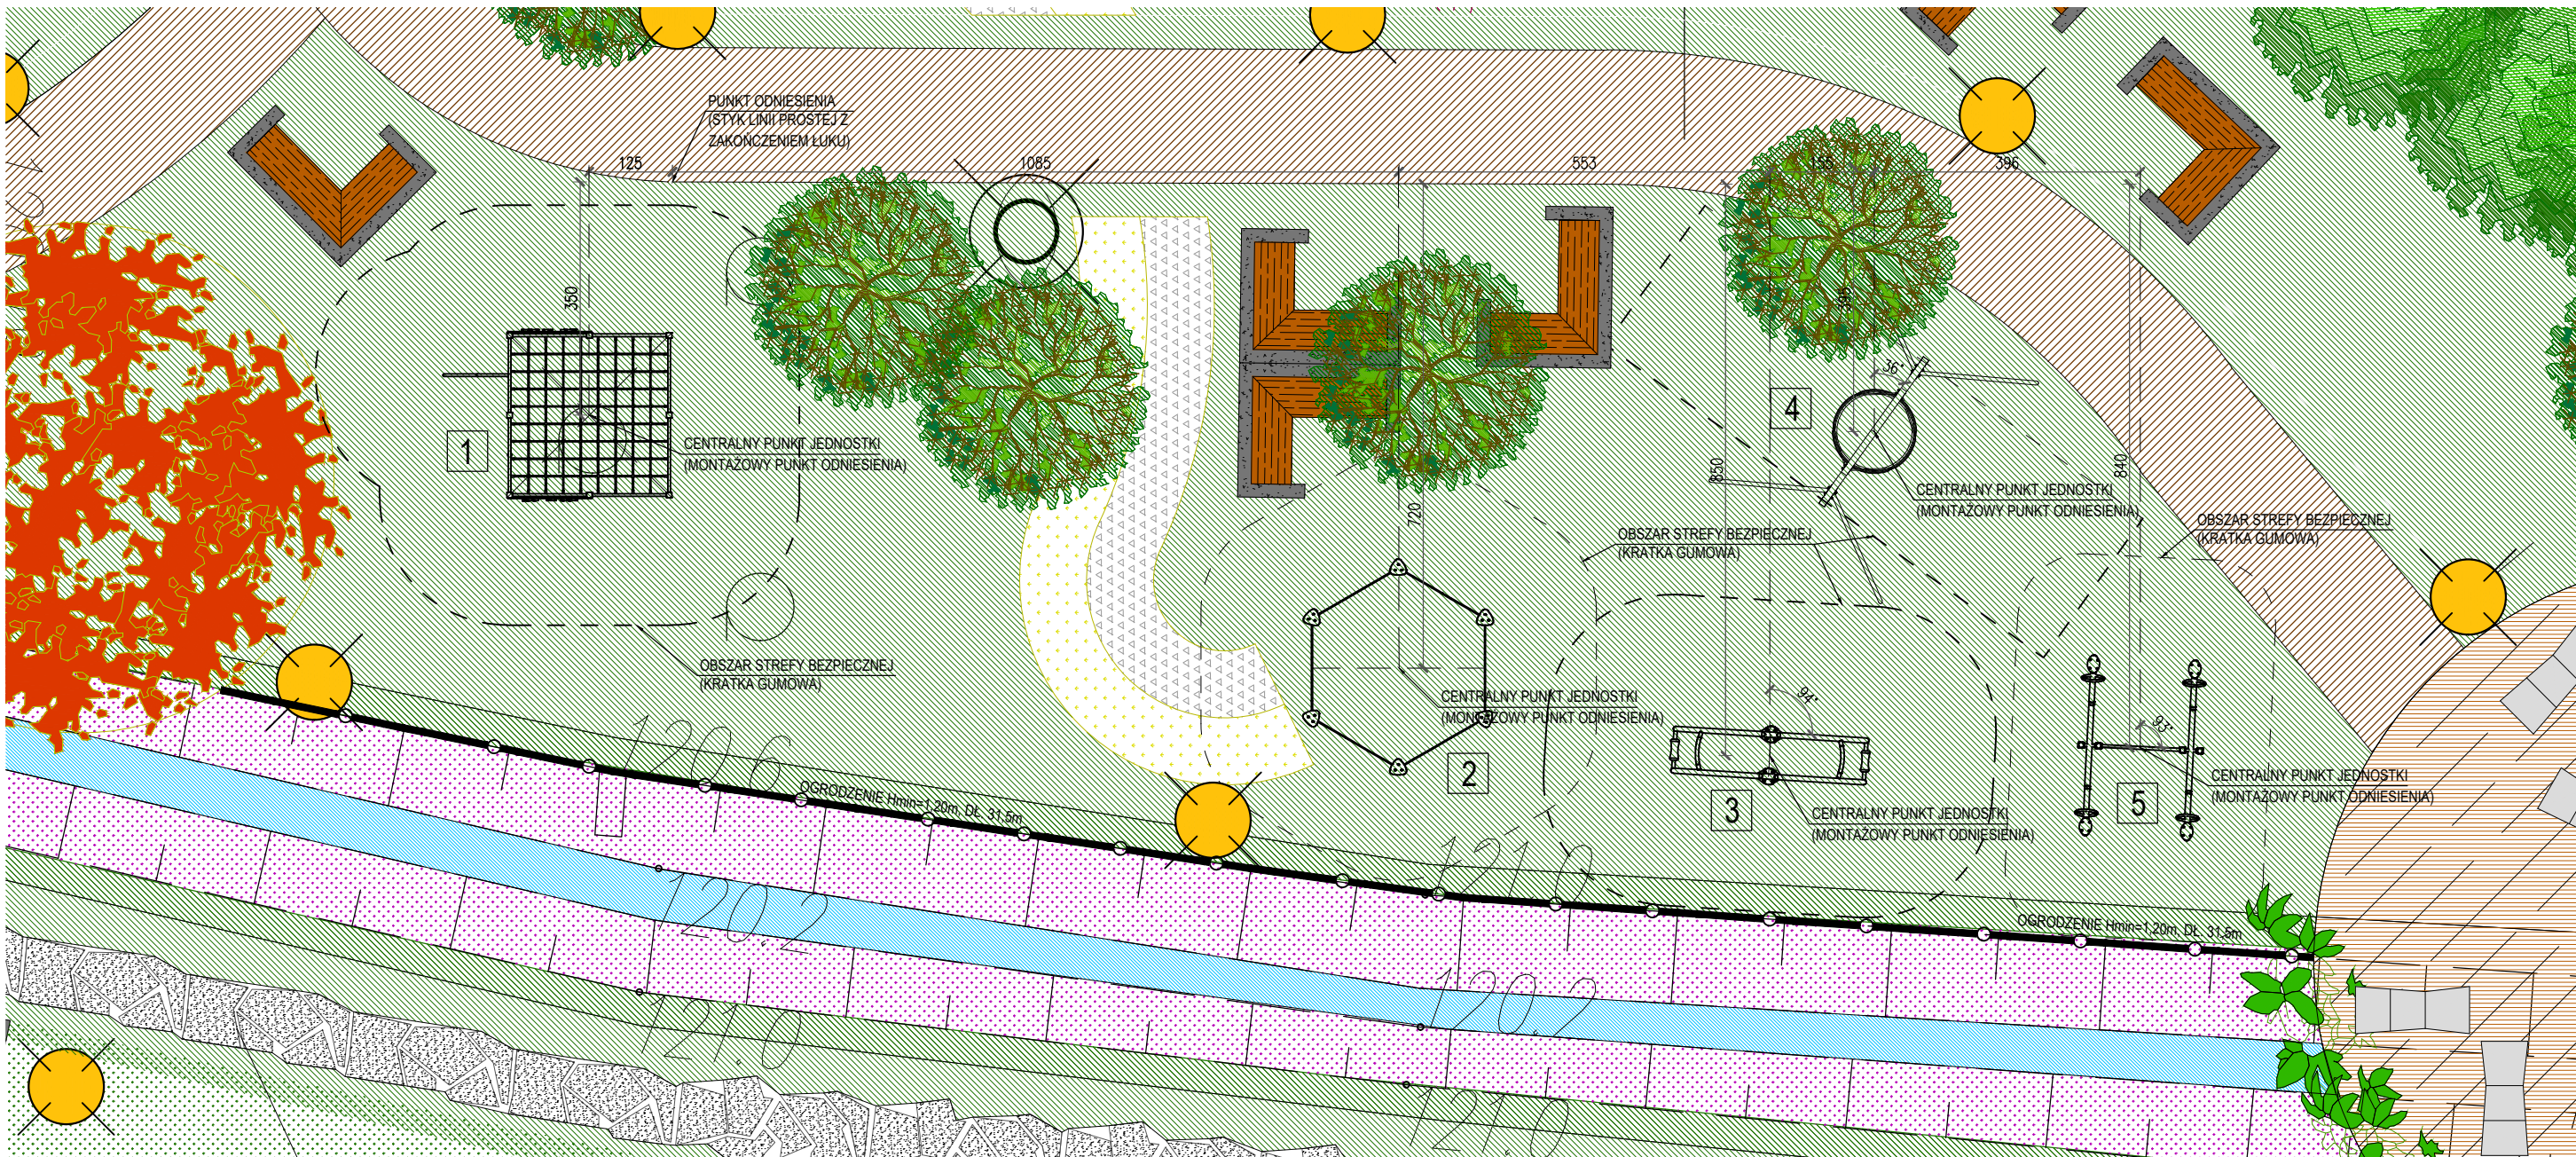 PUNKT ODNIESIENIA
(STYK LINII PROSTEJ Z
ZAKOŃCZENIEM ŁUKU)
125
1085
553
155
396
350
1
CENTRALNY PUNKT JEDNOSTKI
(MONTAŻOWY PUNKT ODNIESIENIA)
OBSZAR STREFY BEZPIECZNEJ
(KRATKA GUMOWA)
720
CENTRALNY PUNKT JEDNOSTKI
(MONTAŻOWY PUNKT ODNIESIENIA)
2
OBSZAR STREFY BEZPIECZNEJ
(KRATKA GUMOWA)
850
94°
3
CENTRALNY PUNKT JEDNOSTKI
(MONTAŻOWY PUNKT ODNIESIENIA)
4
36°
CENTRALNY PUNKT JEDNOSTKI
(MONTAŻOWY PUNKT ODNIESIENIA)
840
OBSZAR STREFY BEZPIECZNEJ
(KRATKA GUMOWA)
93°
5
CENTRALNY PUNKT JEDNOSTKI
(MONTAŻOWY PUNKT ODNIESIENIA)
OGRODZENIE Hmin=1,20m, DŁ. 31,5m
OGRODZENIE Hmin=1,20m, DŁ. 31,5m
120,6
121,0
120,2
120,2
121,0
121,0